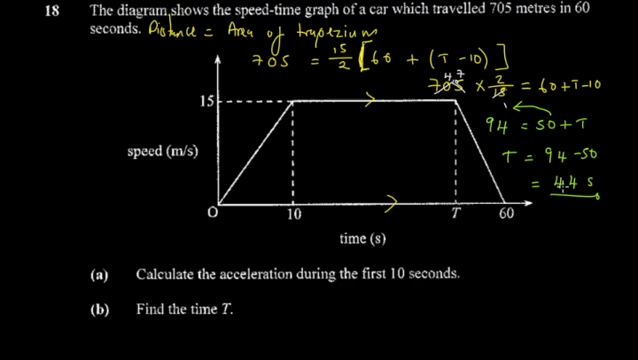 18 The diagram shows the speed-time graph of a car which travelled 705 metres in 60
seconds. Distance = Area of trapezium
705 = 15/2 [60 + (T - 10)]
47
705 × 2/15 = 60 + T - 10
1
94 = 50 + T
T = 94 - 50
= 44 s
15
speed (m/s)
O 10 T 60
time (s)
(a) Calculate the acceleration during the first 10 seconds.
(b) Find the time T.